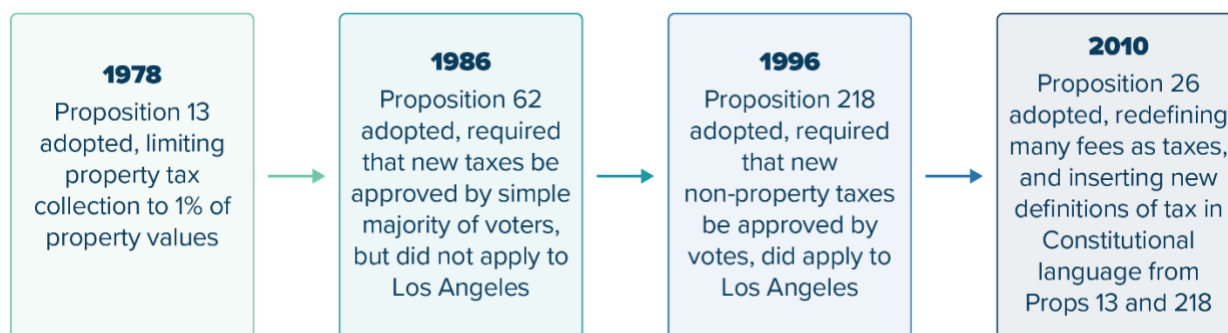 1978
Proposition 13
adopted, limiting
property tax
collection to 1% of
property values
1986
Proposition 62
adopted, required
that new taxes be
approved by simple
majority of voters,
but did not apply to
Los Angeles
1996
Proposition 218
adopted, required
that new
non-property taxes
be approved by
votes, did apply to
Los Angeles
2010
Proposition 26
adopted, redefining
many fees as taxes,
and inserting new
definitions of tax in
Constitutional
language from
Props 13 and 218